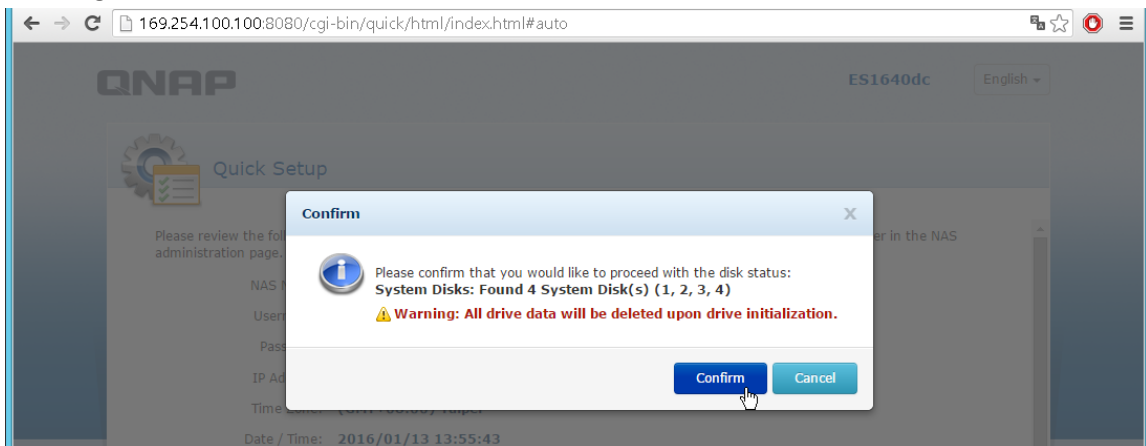 169.254.100.100:8080/cgi-bin/quick/html/index.html#auto
QNAP
ES1640dc
English
Quick Setup
Confirm
X
Please review the fol
er in the NAS
administration page.
Please confirm that you would like to proceed with the disk status:
System Disks: Found 4 System Disk(s) (1, 2, 3, 4)
Warning: All drive data will be deleted upon drive initialization.
NAS
User
Pass
IP Ad
Confirm
Cancel
Time
Taipei
Date / Time: 2016/01/13 13:55:43